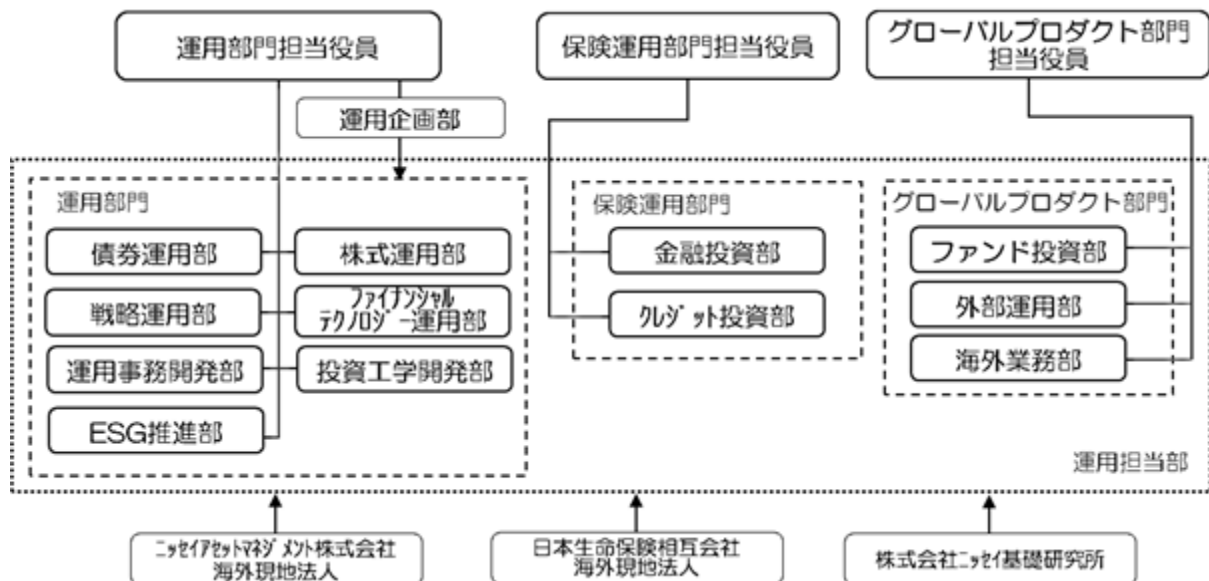 運用部門担当役員
保険運用部門担当役員
グローバルプロダクト部門
担当役員
運用企画部
運用部門
債券運用部
株式運用部
戦略運用部
ファイナンシャル
テクノロジー運用部
運用事務開発部
投資工学開発部
ESG推進部
保険運用部門
金融投資部
クレジット投資部
グローバルプロダクト部門
ファンド投資部
外部運用部
海外業務部
運用担当部
ニッセイアセットマネジメント株式会社
海外現地法人
日本生命保険相互会社
海外現地法人
株式会社ニッセイ基礎研究所